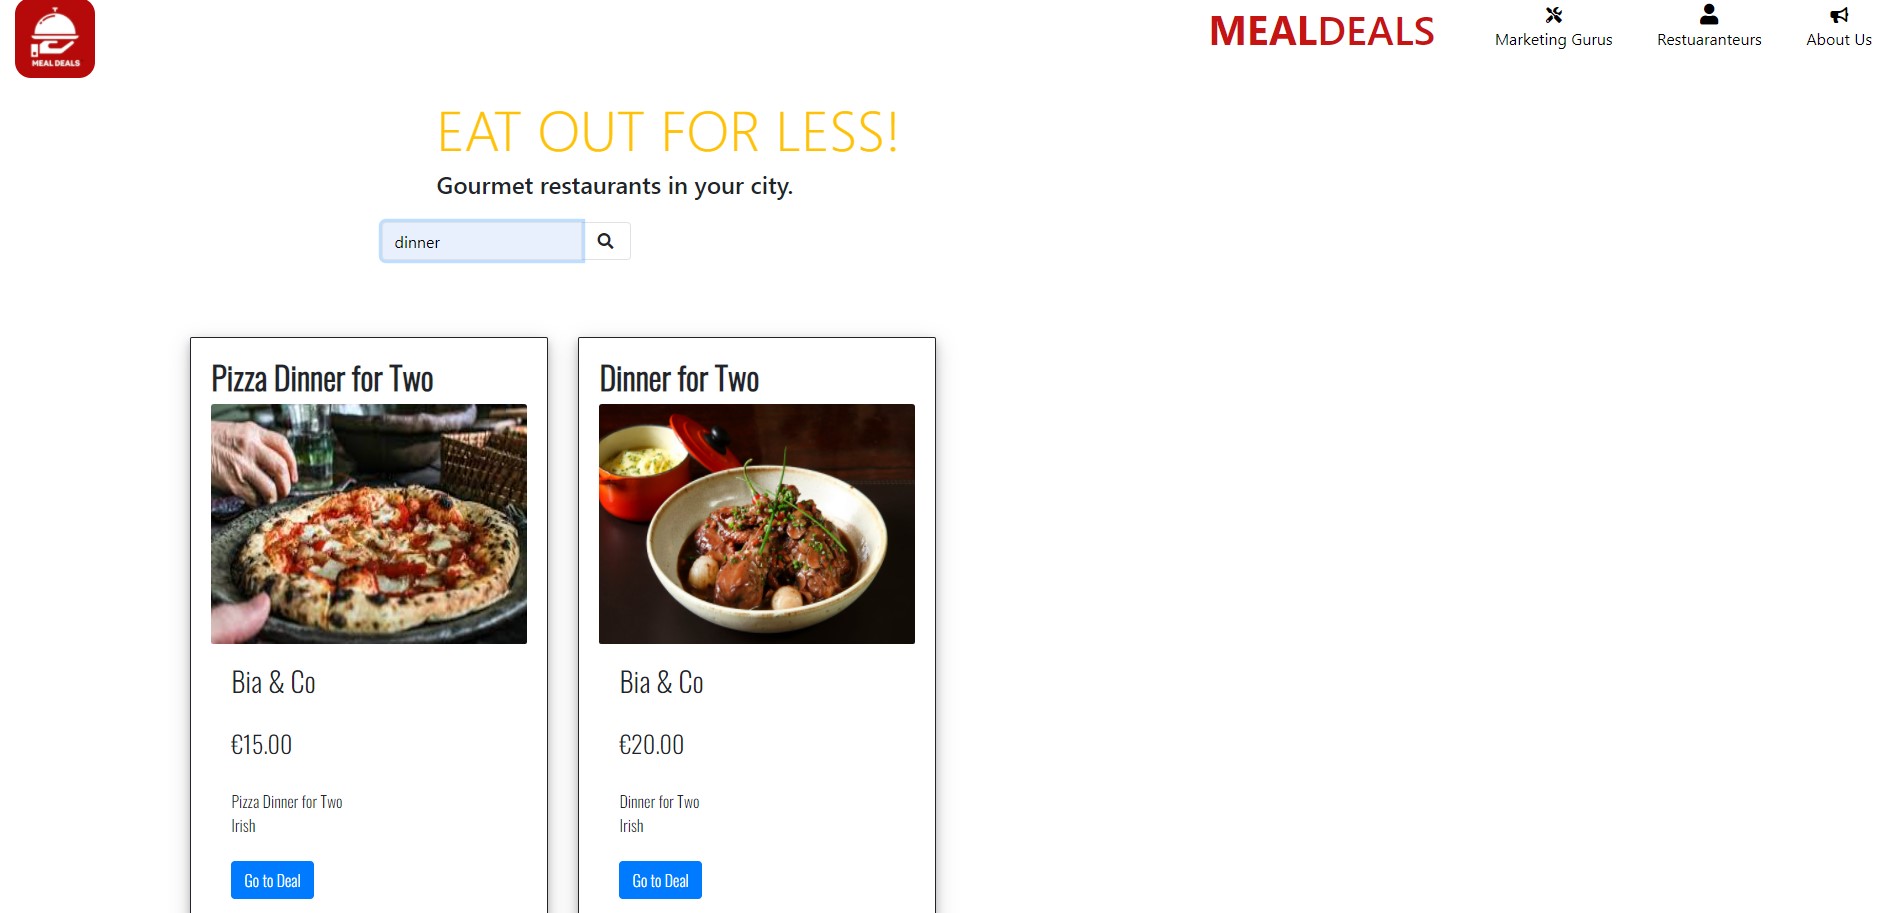 MEAL DEALS
MEALDEALS
Marketing Gurus
Restuaranteurs
About Us
EAT OUT FOR LESS!
Gourmet restaurants in your city.
dinner
Pizza Dinner for Two
Bia & Co
€15.00
Pizza Dinner for Two
Irish
Go to Deal
Dinner for Two
Bia & Co
€20.00
Dinner for Two
Irish
Go to Deal